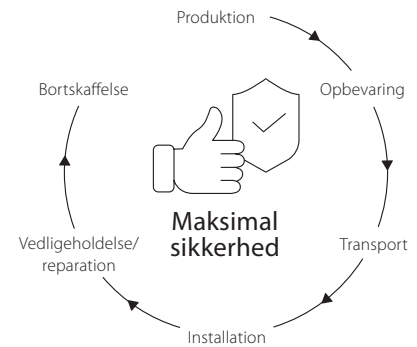 Produktion
Opbevaring
Transport
Installation
Vedligeholdelse/
reparation
Bortskaffelse
Maksimal
sikkerhed